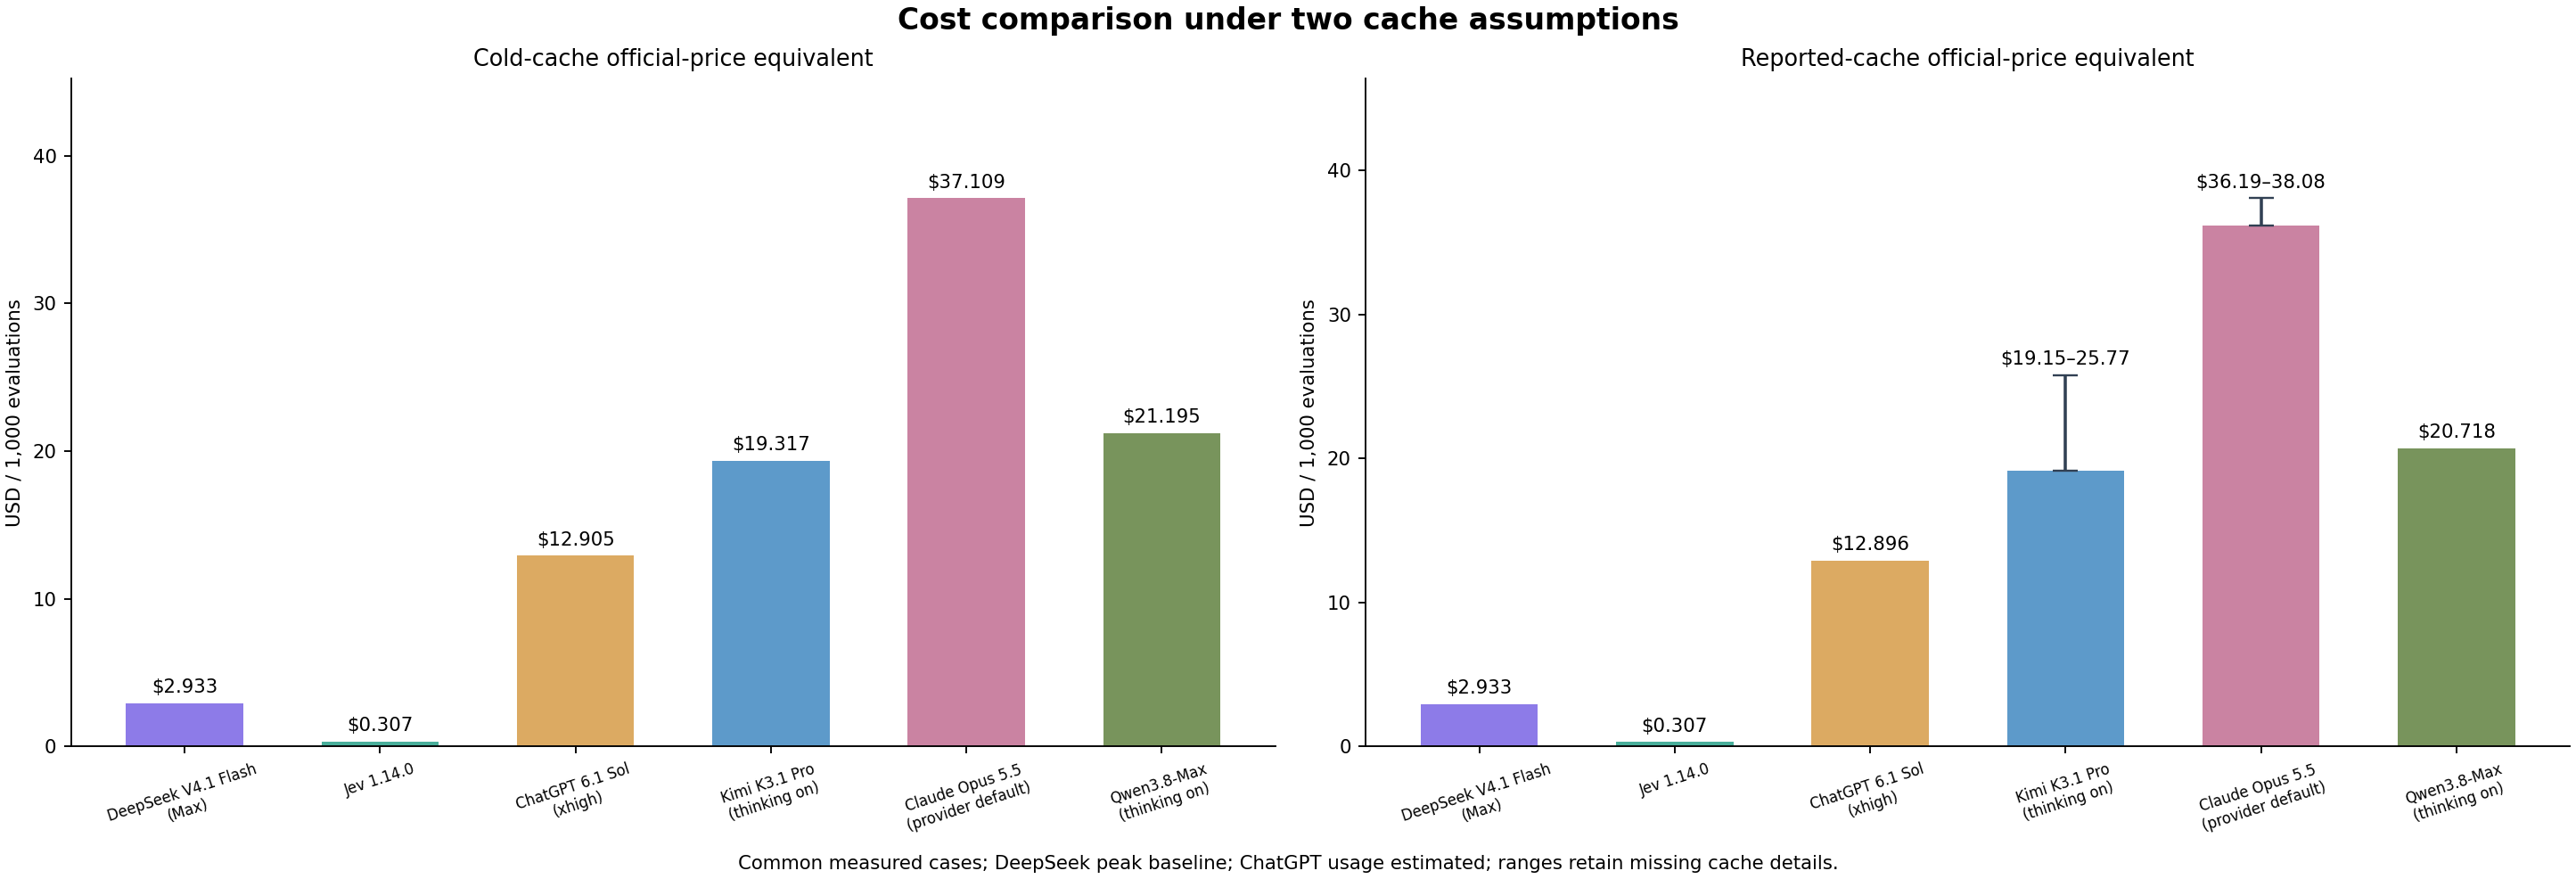 Cost comparison under two cache assumptions
Cold-cache official-price equivalent
USD / 1,000 evaluations
40
30
20
10
0
$2.933
$0.307
$12.905
$19.317
$37.109
$21.195
DeepSeek V4.1 Flash
(Max)
Jev 1.14.0
ChatGPT 6.1 Sol
(xhigh)
Kimi K3.1 Pro
(thinking on)
Claude Opus 5.5
(provider default)
Qwen3.8-Max
(thinking on)
Reported-cache official-price equivalent
USD / 1,000 evaluations
40
30
20
10
0
$2.933
$0.307
$12.896
$19.15–25.77
$36.19–38.08
$20.718
DeepSeek V4.1 Flash
(Max)
Jev 1.14.0
ChatGPT 6.1 Sol
(xhigh)
Kimi K3.1 Pro
(thinking on)
Claude Opus 5.5
(provider default)
Qwen3.8-Max
(thinking on)
Common measured cases; DeepSeek peak baseline; ChatGPT usage estimated; ranges retain missing cache details.